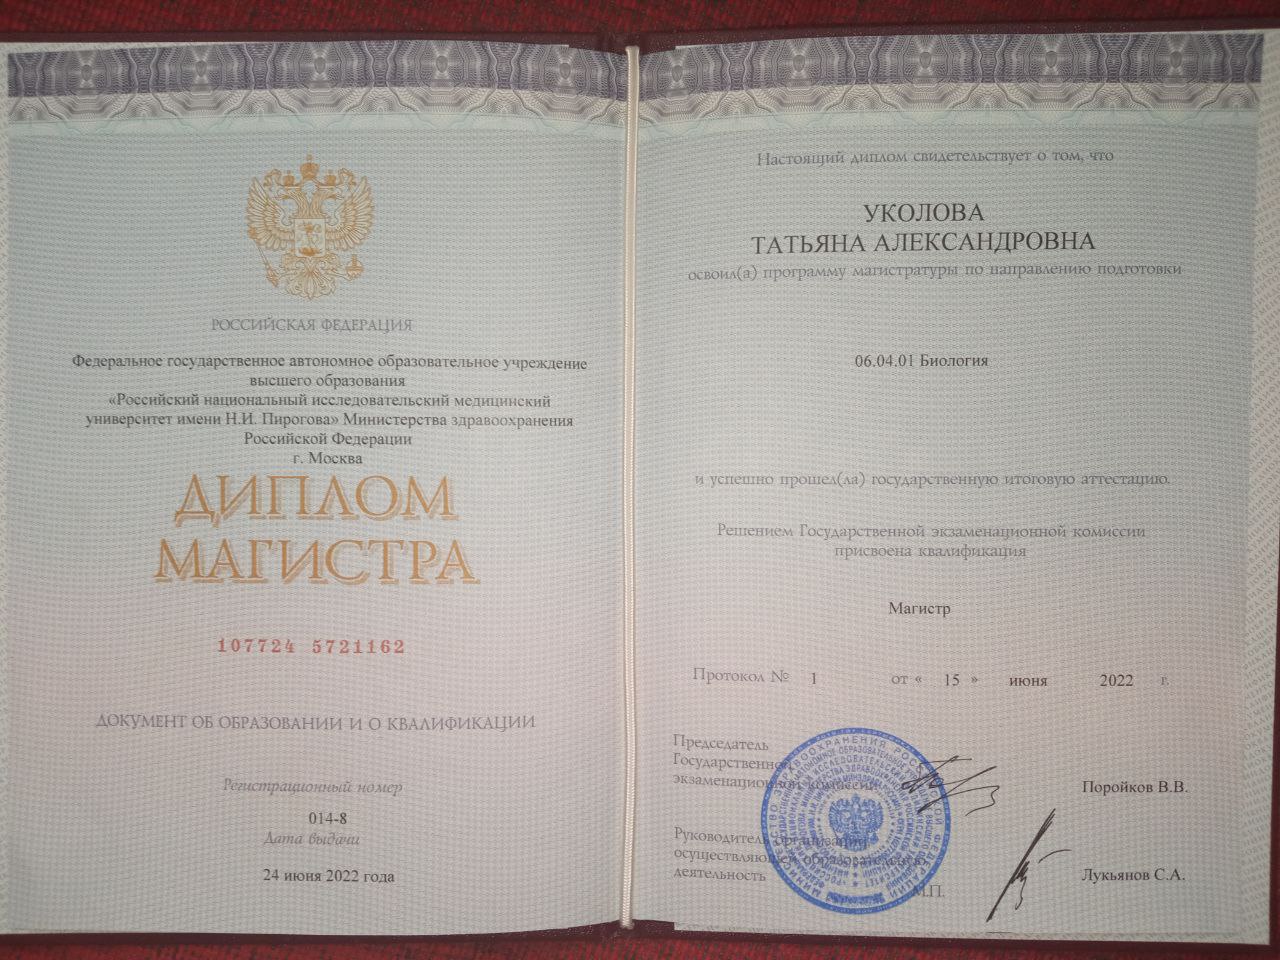 РОССИЙСКАЯ ФЕДЕРАЦИЯ
Федеральное государственное автономное образовательное учреждение
высшего образования
«Российский национальный исследовательский медицинский
университет имени Н.И. Пирогова» Министерства здравоохранения
Российской Федерации
г. Москва
ДИПЛОМ
МАГИСТРА
107724 5721162
ДОКУМЕНТ ОБ ОБРАЗОВАНИИ И О КВАЛИФИКАЦИИ
Регистрационный номер
014-8
Дата выдачи
24 июня 2022 года
Настоящий диплом свидетельствует о том, что
УКОЛОВА
ТАТЬЯНА АЛЕКСАНДРОВНА
освоил(а) программу магистратуры по направлению подготовки
06.04.01 Биология
и успешно прошел(ла) государственную итоговую аттестацию.
Решением Государственной экзаменационной комиссии
присвоена квалификация
Магистр
Протокол № 1 от « 15 » июня 2022 г.
Председатель
Государственной
экзаменационной комиссии
Поройков В.В.
Руководитель организации,
осуществляющей образовательную
деятельность
Лукьянов С.А.
М.П.